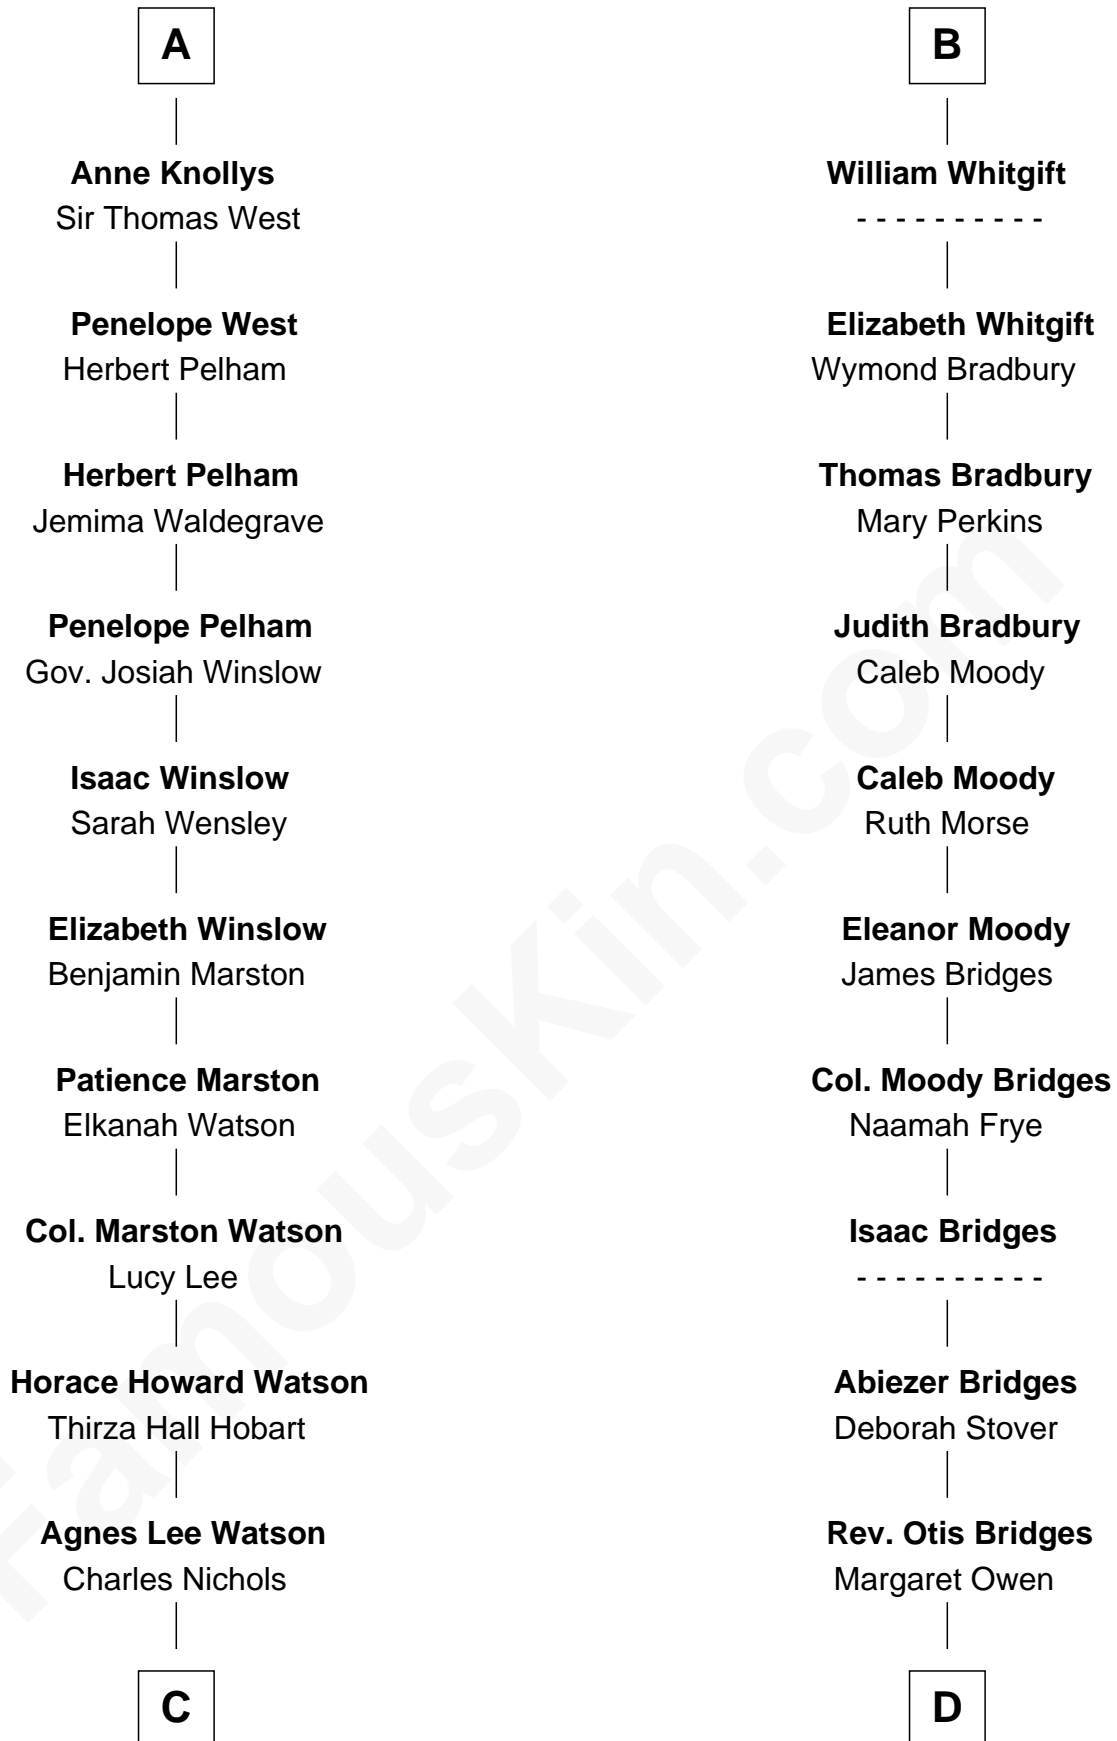 A
Anne Knollys
Sir Thomas West
Penelope West
Herbert Pelham
Herbert Pelham
Jemima Waldegrave
Penelope Pelham
Gov. Josiah Winslow
Isaac Winslow
Sarah Wensley
Elizabeth Winslow
Benjamin Marston
Patience Marston
Elkanah Watson
Col. Marston Watson
Lucy Lee
Horace Howard Watson
Thirza Hall Hobart
Agnes Lee Watson
Charles Nichols
C
B
William Whitgift
- - - - - - - - - -
Elizabeth Whitgift
Wymond Bradbury
Thomas Bradbury
Mary Perkins
Judith Bradbury
Caleb Moody
Caleb Moody
Ruth Morse
Eleanor Moody
James Bridges
Col. Moody Bridges
Naamah Frye
Isaac Bridges
- - - - - - - - - -
Abiezer Bridges
Deborah Stover
Rev. Otis Bridges
Margaret Owen
D
FamousKin.com